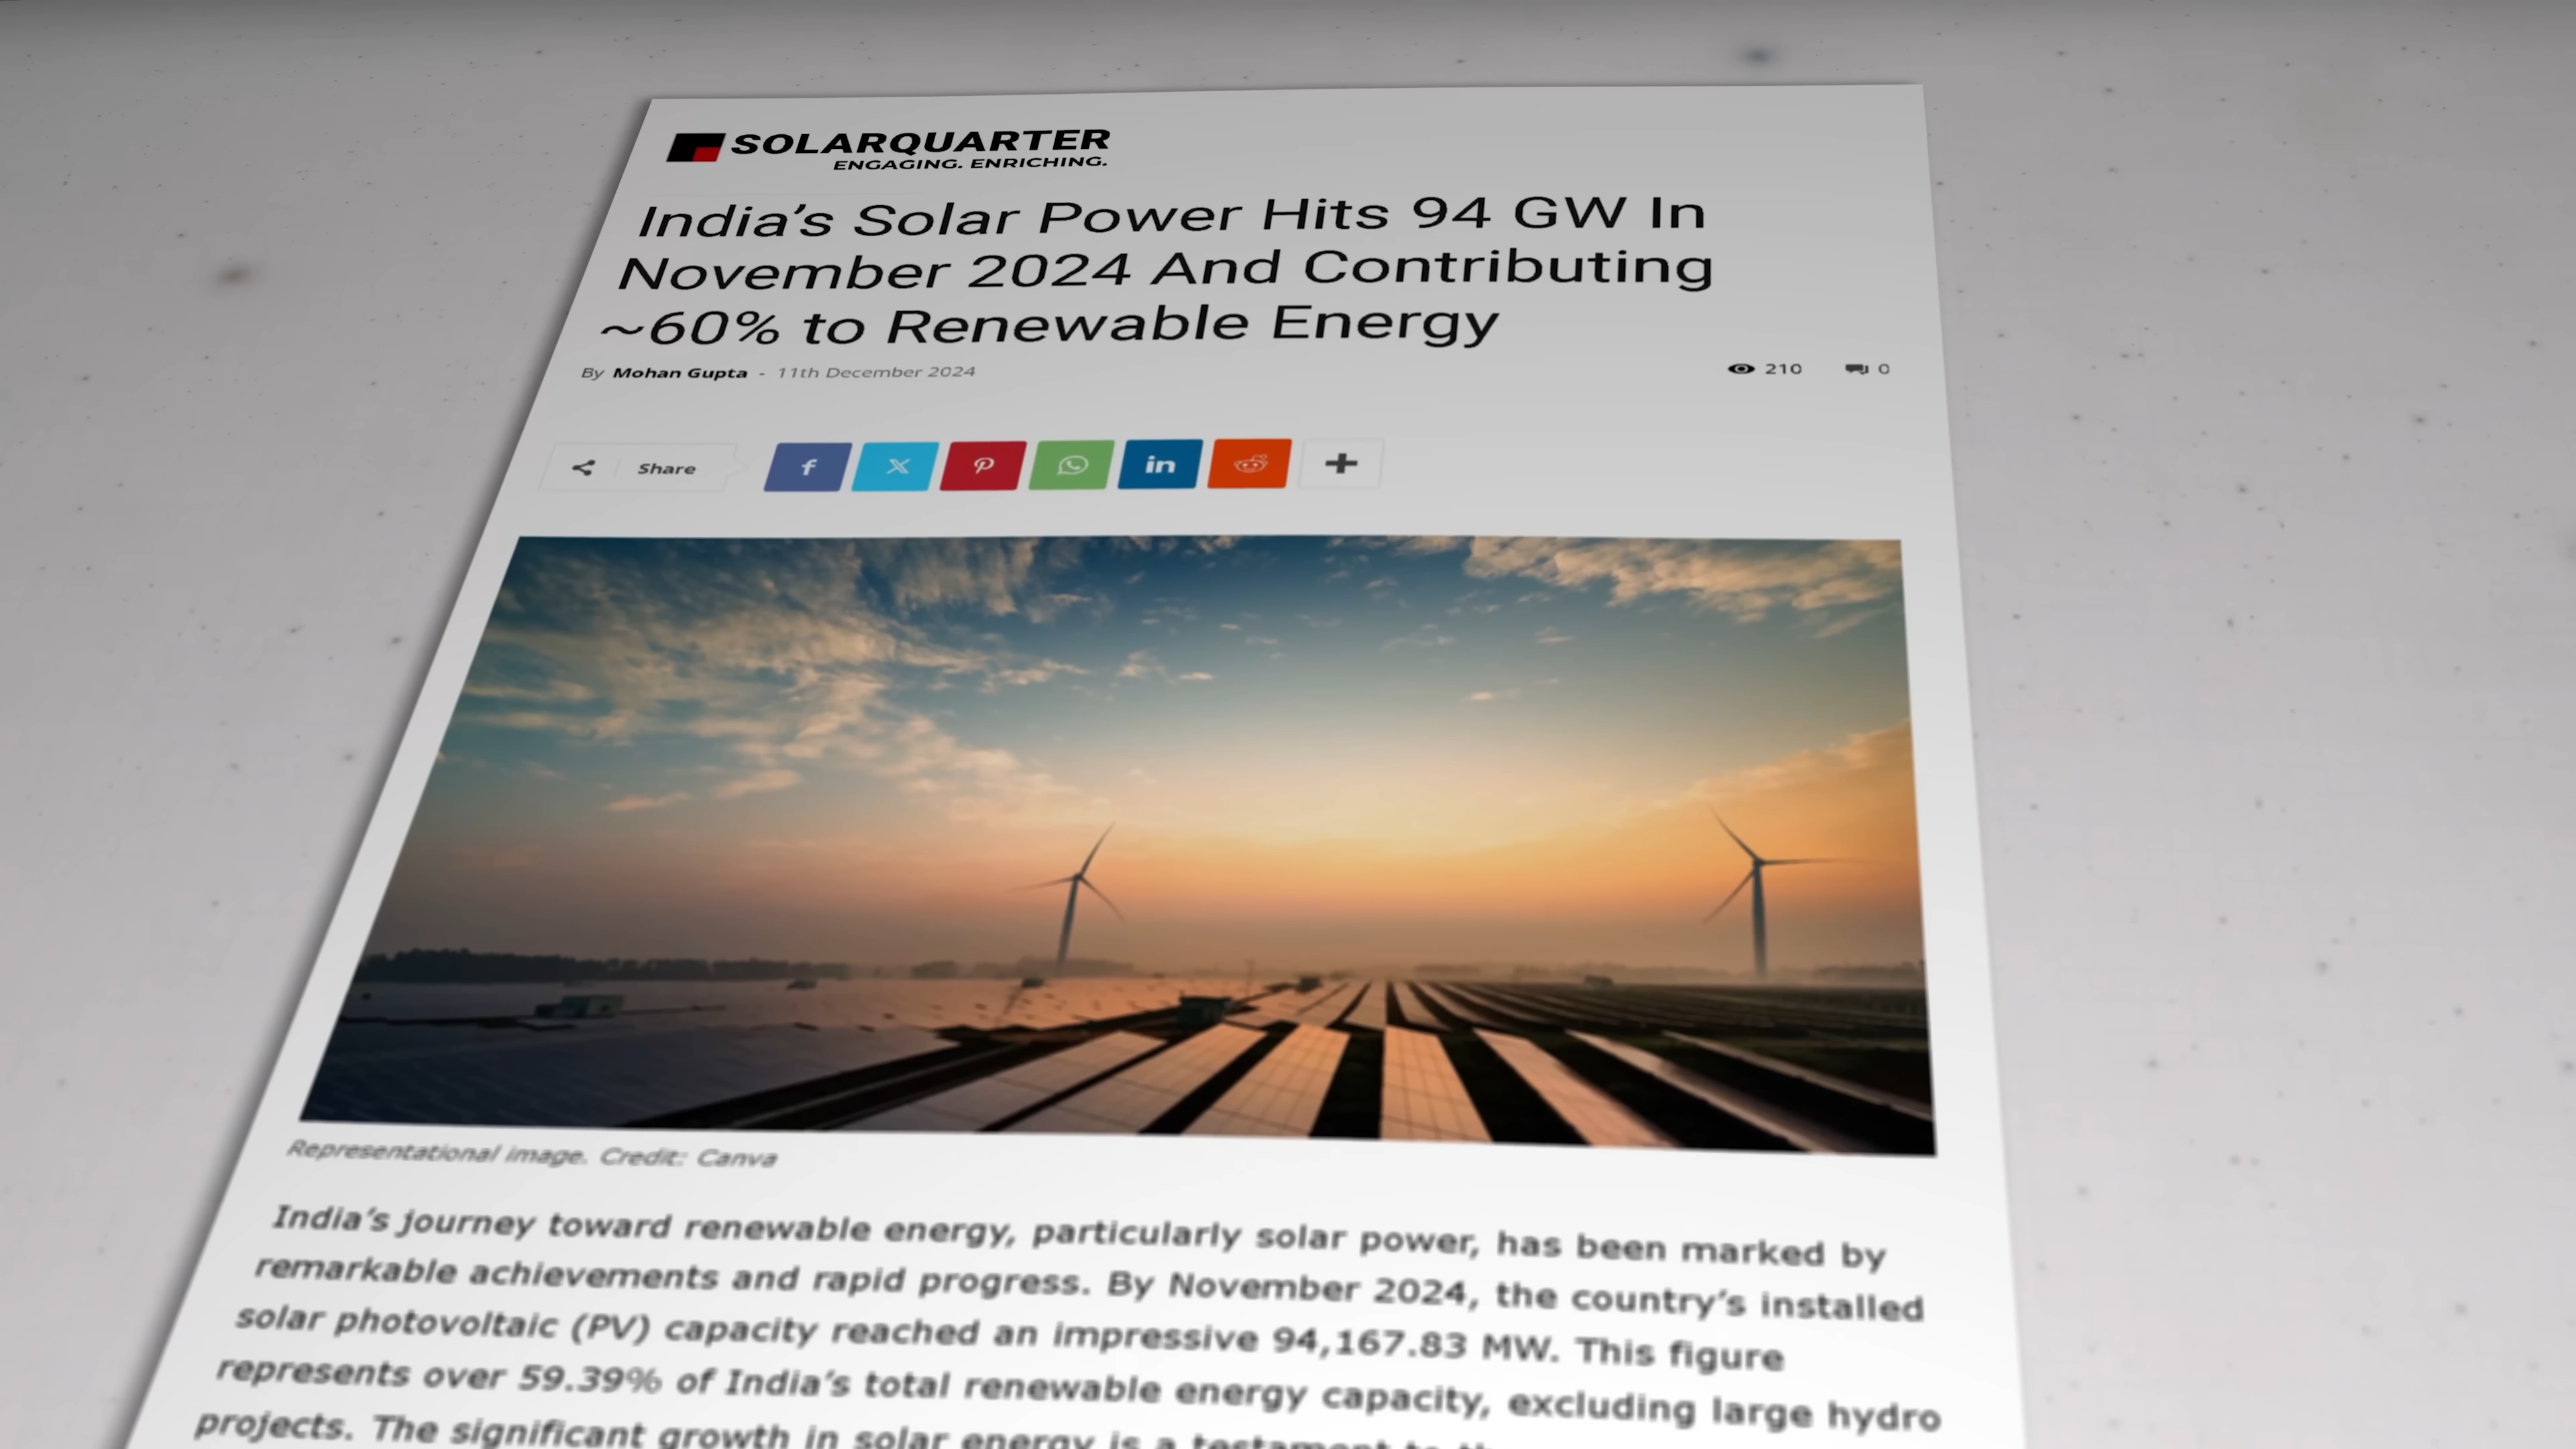 SOLARQUARTER
ENGAGING. ENRICHING.
India’s Solar Power Hits 94 GW In
November 2024 And Contributing
~60% to Renewable Energy
By Mohan Gupta - 11th December 2024
210 0
Share
Representational image. Credit: Canva
India’s journey toward renewable energy, particularly solar power, has been marked by
remarkable achievements and rapid progress. By November 2024, the country’s installed
solar photovoltaic (PV) capacity reached an impressive 94,167.83 MW. This figure
represents over 59.39% of India’s total renewable energy capacity, excluding large hydro
projects. The significant growth in solar energy is a testament to